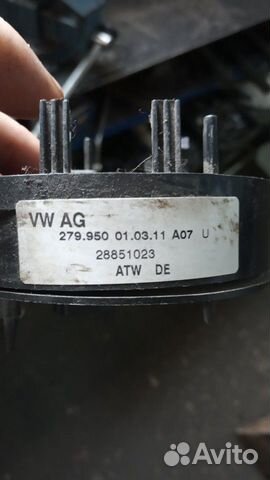 VW AG
279.950 01.03.11 A07 U
28851023
ATW DE
Avito